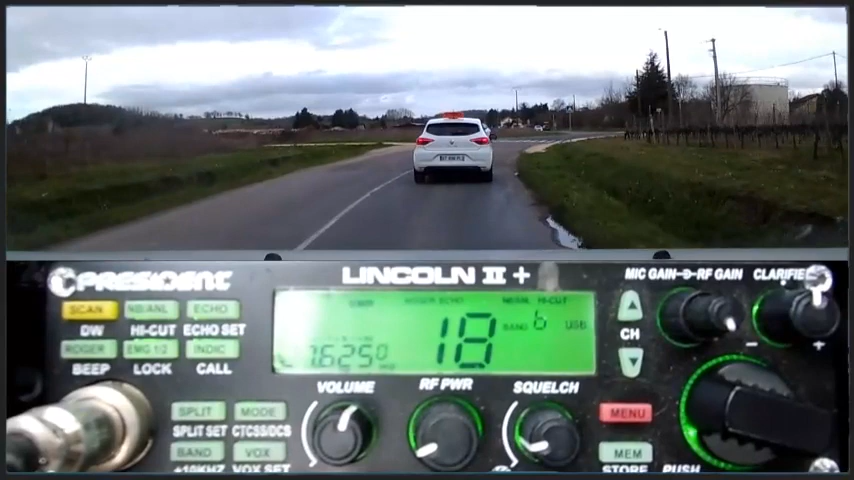 PRESIDENT
LINCOLN II +
MIC GAIN RF GAIN CLARIFIER
SCAN NB/ANL ECHO
DW HI-CUT ECHO SET
ROGER EMG 1/2 INDIC
BEEP LOCK CALL
HI-CUT
18 BAND 6 USB
7.6250
CH
- +
VOLUME RF PWR SQUELCH
SPLIT MODE
SPLIT SET CTCSS/DCS
BAND VOX
+10KHZ VOX SET
MENU
MEM
STORE PUSH